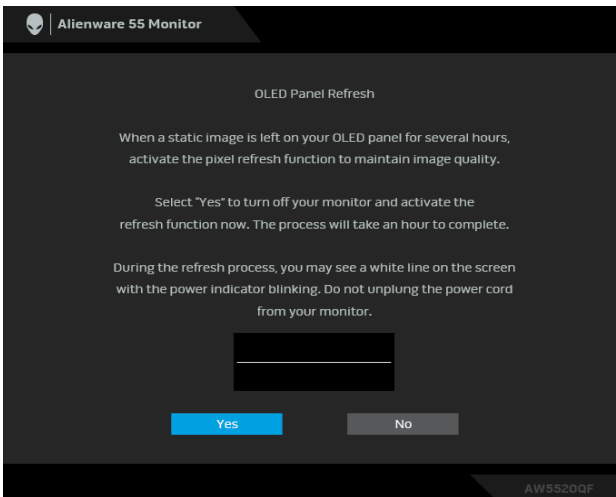 Alienware 55 Monitor
OLED Panel Refresh
When a static image is left on your OLED panel for several hours,
activate the pixel refresh function to maintain image quality.
Select "Yes" to turn off your monitor and activate the
refresh function now. The process will take an hour to complete.
During the refresh process, you may see a white line on the screen
with the power indicator blinking. Do not unplung the power cord
from your monitor.
Yes
No
AW5520QF